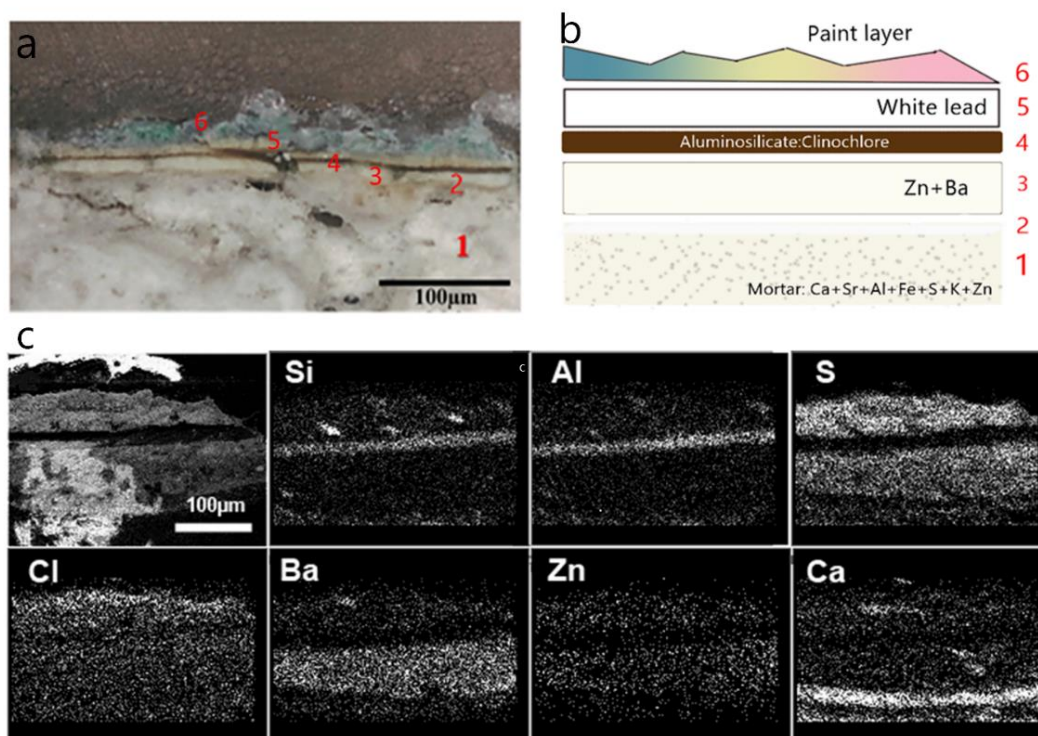 a
6
5
4
3
2
1
100μm
b
Paint layer
6
White lead
5
Aluminosilicate:Clinochlore
4
Zn+Ba
3
2
1
Mortar: Ca+Sr+Al+Fe+S+K+Zn
c
100μm
Si
c
Al
S
Cl
Ba
Zn
Ca